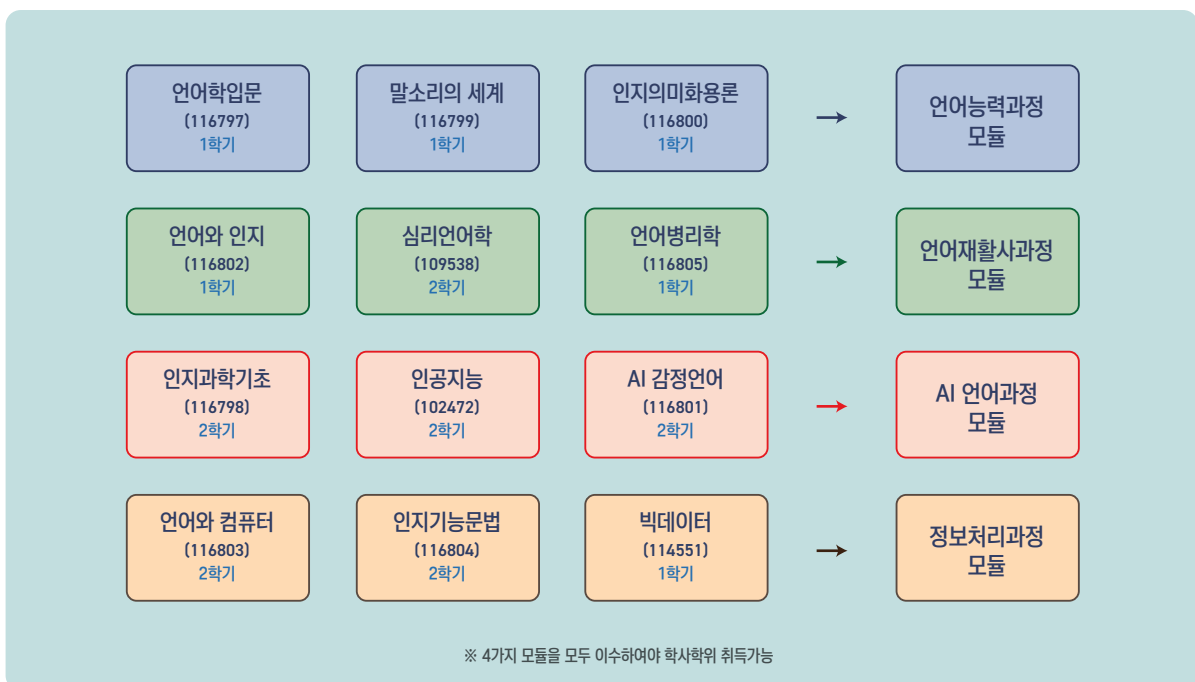 언어학입문
(116797)
1학기
말소리의 세계
(116799)
1학기
인지의미화용론
(116800)
1학기
언어능력과정
모듈
언어와 인지
(116802)
1학기
심리언어학
(109538)
2학기
언어병리학
(116805)
1학기
언어재활사과정
모듈
인지과학기초
(116798)
2학기
인공지능
(102472)
2학기
AI 감정언어
(116801)
2학기
AI 언어과정
모듈
언어와 컴퓨터
(116803)
2학기
인지기능문법
(116804)
2학기
빅데이터
(114551)
1학기
정보처리과정
모듈
※ 4가지 모듈을 모두 이수하여야 학사학위 취득가능